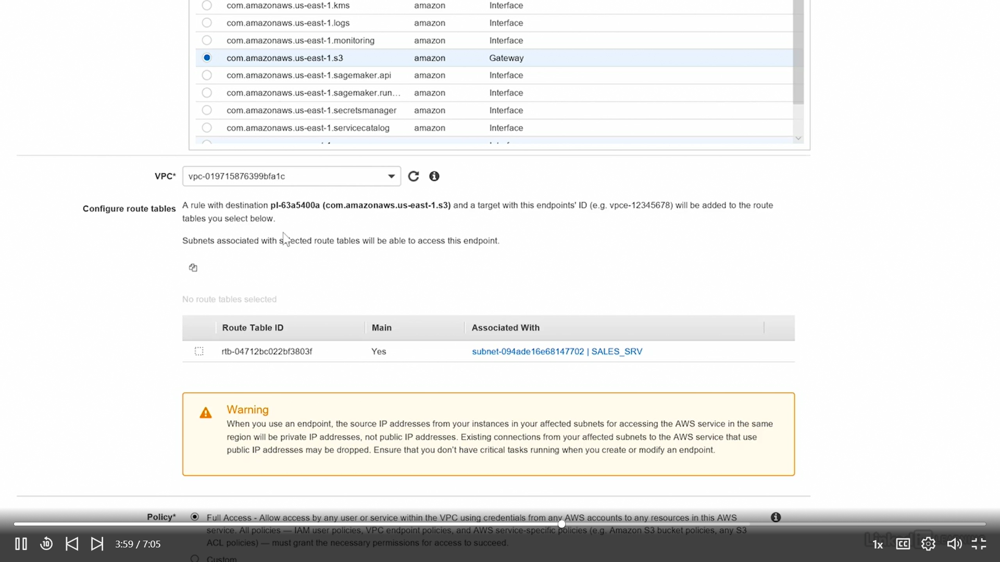 com.amazonaws.us-east-1.kms amazon Interface
com.amazonaws.us-east-1.logs amazon Interface
com.amazonaws.us-east-1.monitoring amazon Interface
com.amazonaws.us-east-1.s3 amazon Gateway
com.amazonaws.us-east-1.sagemaker.api amazon Interface
com.amazonaws.us-east-1.sagemaker.run... amazon Interface
com.amazonaws.us-east-1.secretsmanager amazon Interface
com.amazonaws.us-east-1.servicecatalog amazon Interface
VPC* vpc-019715876399bfa1c
Configure route tables
A rule with destination pl-63a5400a (com.amazonaws.us-east-1.s3) and a target with this endpoints' ID (e.g. vpce-12345678) will be added to the route
tables you select below.
Subnets associated with selected route tables will be able to access this endpoint.
No route tables selected
Route Table ID Main Associated With
rtb-04712bc022bf3803f Yes subnet-094ade16e68147702 | SALES_SRV
Warning
When you use an endpoint, the source IP addresses from your instances in your affected subnets for accessing the AWS service in the same
region will be private IP addresses, not public IP addresses. Existing connections from your affected subnets to the AWS service that use
public IP addresses may be dropped. Ensure that you don't have critical tasks running when you create or modify an endpoint.
Policy* Full Access - Allow access by any user or service within the VPC using credentials from any AWS accounts to any resources in this AWS
service. All policies — IAM user policies, VPC endpoint policies, and AWS service-specific policies (e.g. Amazon S3 bucket policies, any S3
ACL policies) — must grant the necessary permissions for access to succeed.
Custom
10 3:59 / 7:05 1x CC
LinkedIn LEARNING